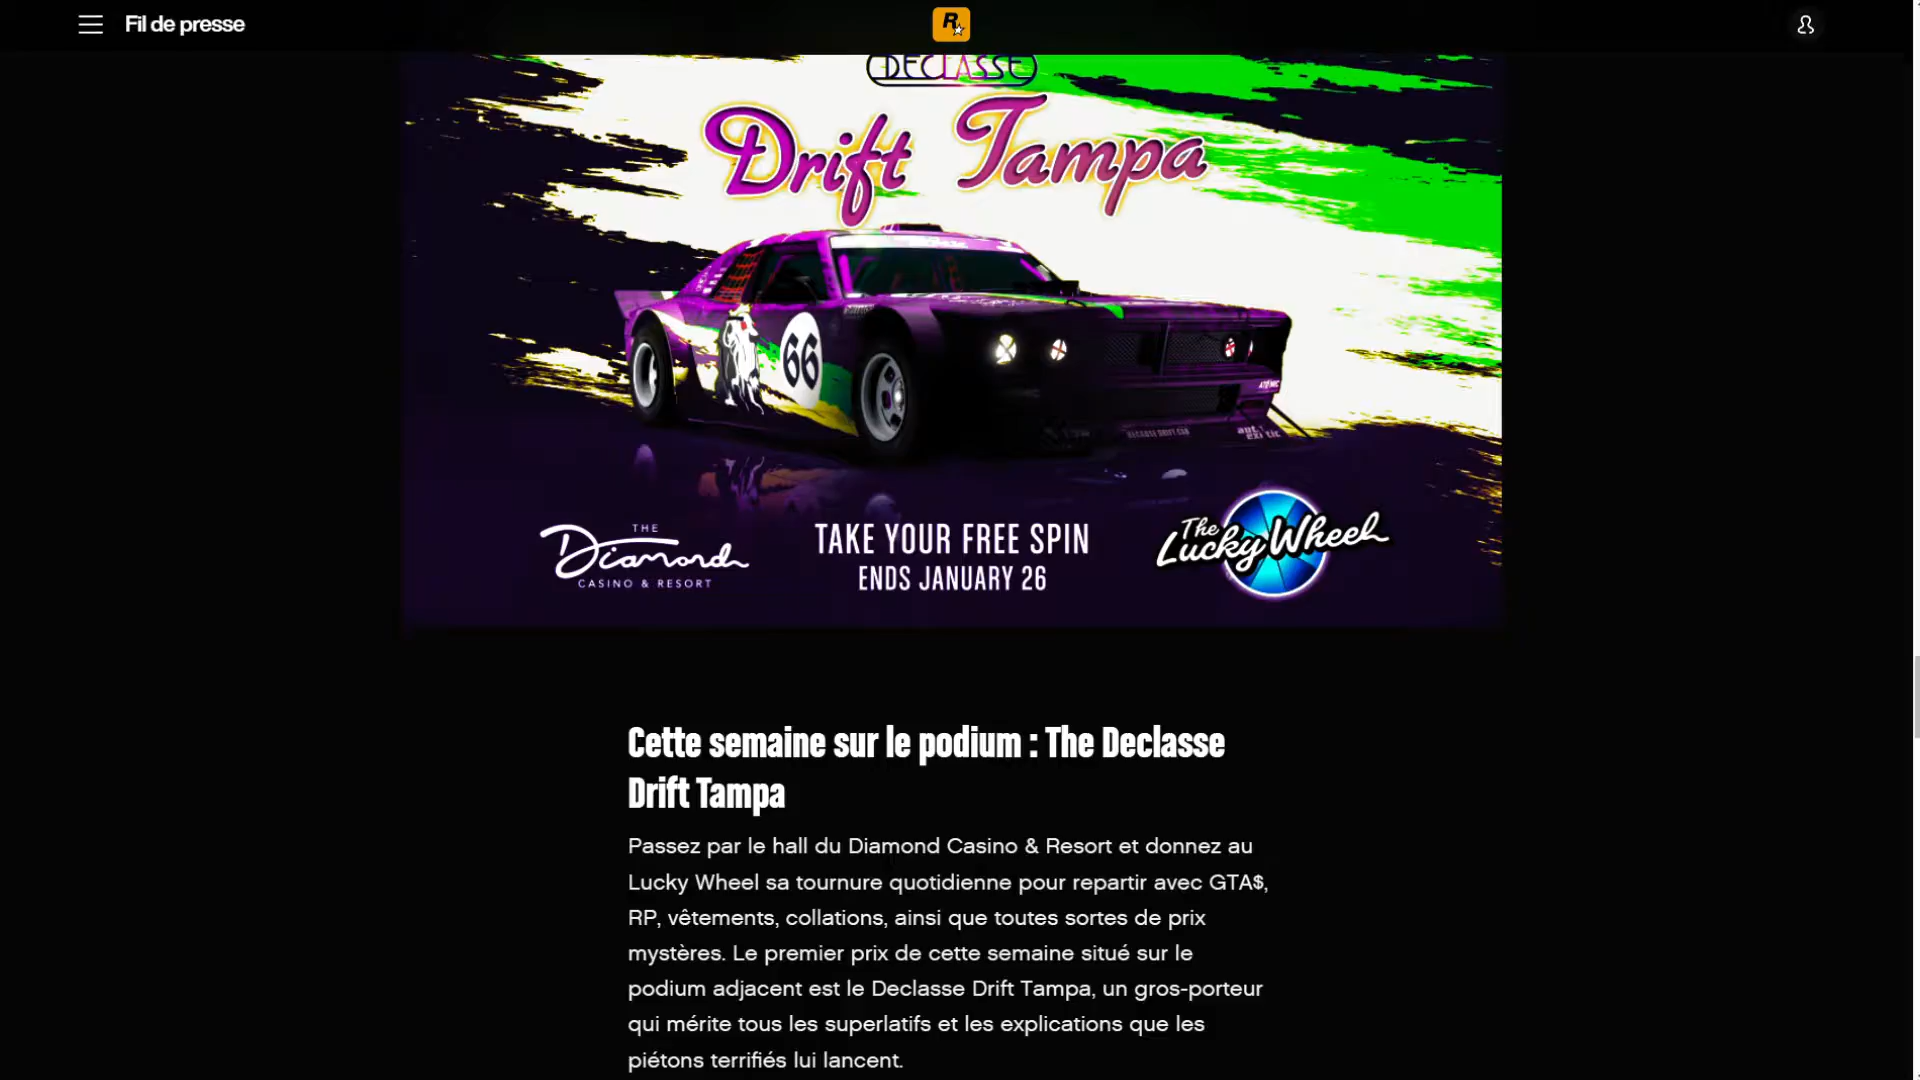 Fil de presse
R
DECLASSE
Drift Tampa
66
ATOMIC
THE
Diamond
CASINO & RESORT
TAKE YOUR FREE SPIN
ENDS JANUARY 26
The
Lucky Wheel
Cette semaine sur le podium : The Declasse
Drift Tampa
Passez par le hall du Diamond Casino & Resort et donnez au
Lucky Wheel sa tournure quotidienne pour repartir avec GTA$,
RP, vêtements, collations, ainsi que toutes sortes de prix
mystères. Le premier prix de cette semaine situé sur le
podium adjacent est le Declasse Drift Tampa, un gros-porteur
qui mérite tous les superlatifs et les explications que les
piétons terrifiés lui lancent.